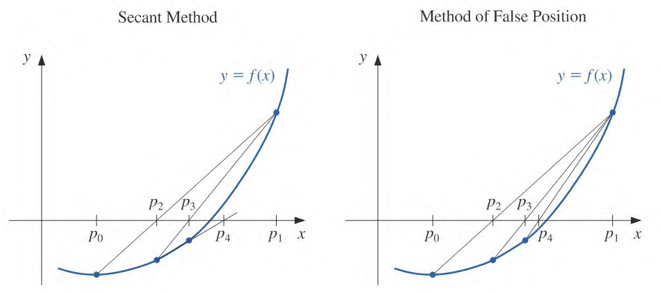 Secant Method
y
y = f(x)
p₂ p₃
p₀ p₄ p₁ x
Method of False Position
y
y = f(x)
p₂ p₃
p₀ p₄ p₁ x